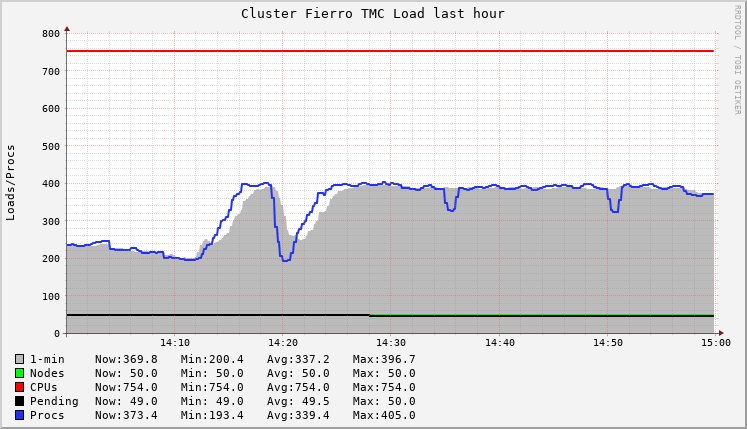 Cluster Fierro TMC Load last hour
RRDTOOL / TOBI OETIKER
Loads/Procs
800
700
600
500
400
300
200
100
0
14:10 14:20 14:30 14:40 14:50 15:00
1-min Now:369.8 Min:200.4 Avg:337.2 Max:396.7
Nodes Now: 50.0 Min: 50.0 Avg: 50.0 Max: 50.0
CPUs Now:754.0 Min:754.0 Avg:754.0 Max:754.0
Pending Now: 49.0 Min: 49.0 Avg: 49.5 Max: 50.0
Procs Now:373.4 Min:193.4 Avg:339.4 Max:405.0